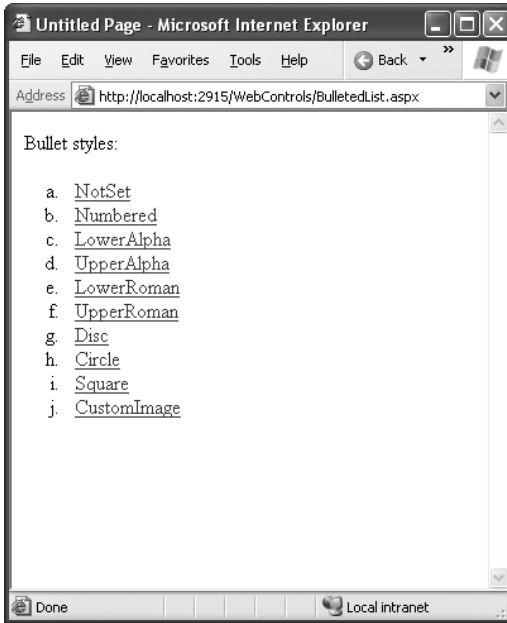 Untitled Page - Microsoft Internet Explorer
File Edit View Favorites Tools Help Back »
Address http://localhost:2915/WebControls/BulletedList.aspx
Bullet styles:
a. NotSet
b. Numbered
c. LowerAlpha
d. UpperAlpha
e. LowerRoman
f. UpperRoman
g. Disc
h. Circle
i. Square
j. CustomImage
Done Local intranet